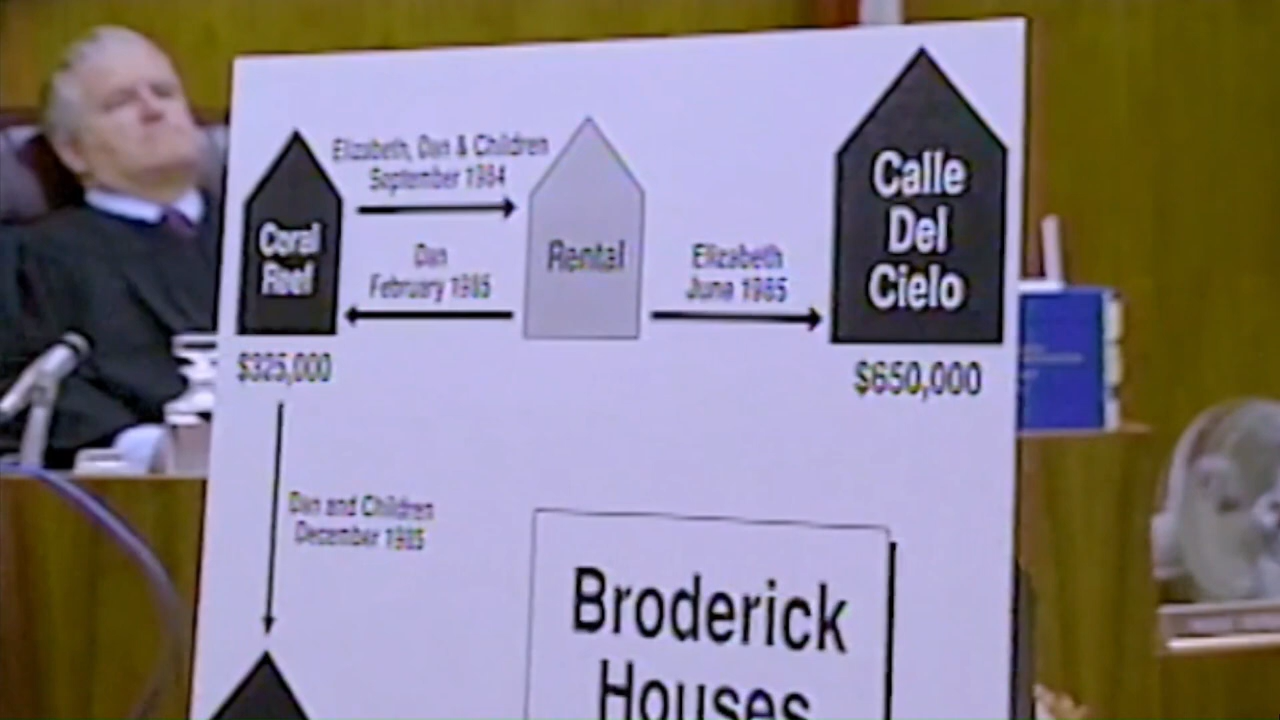 Elizabeth, Dan & Children
September 1984
Coral
Reef
Dan
February 1985
Rental
Elizabeth
June 1985
Calle
Del
Cielo
$325,000
$650,000
Dan and Children
December 1985
Broderick
Houses